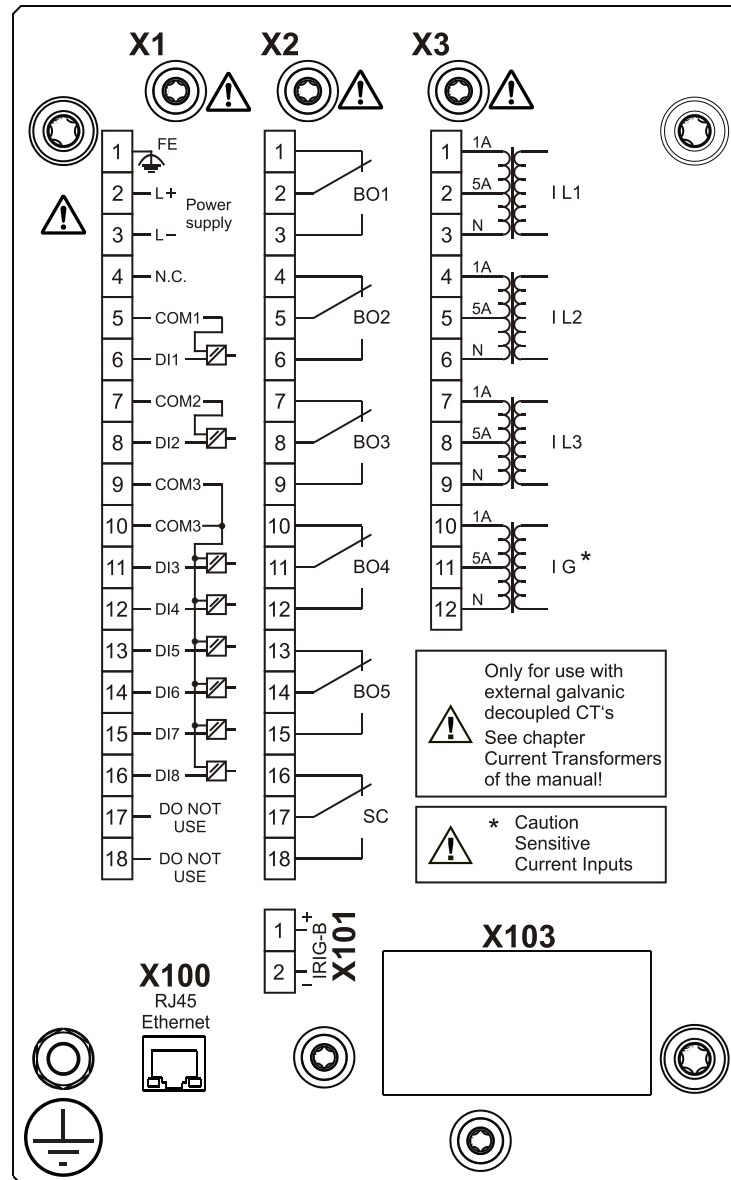 X1 X2 X3
1 FE
2 L+ Power
supply
3 L–
4 N.C.
5 COM1
6 DI1
7 COM2
8 DI2
9 COM3
10 COM3
11 DI3
12 DI4
13 DI5
14 DI6
15 DI7
16 DI8
17 DO NOT
USE
18 DO NOT
USE
1
2 BO1
3
4
5 BO2
6
7
8 BO3
9
10
11 BO4
12
13
14 BO5
15
16
17 SC
18
1 1A
2 5A I L1
3 N
4 1A
5 5A I L2
6 N
7 1A
8 5A I L3
9 N
10 1A
11 5A I G *
12 N
Only for use with
external galvanic
decoupled CT‘s
See chapter
Current Transformers
of the manual!
* Caution
Sensitive
Current Inputs
1 +
2 –
IRIG-B
X101
X103
X100
RJ45
Ethernet